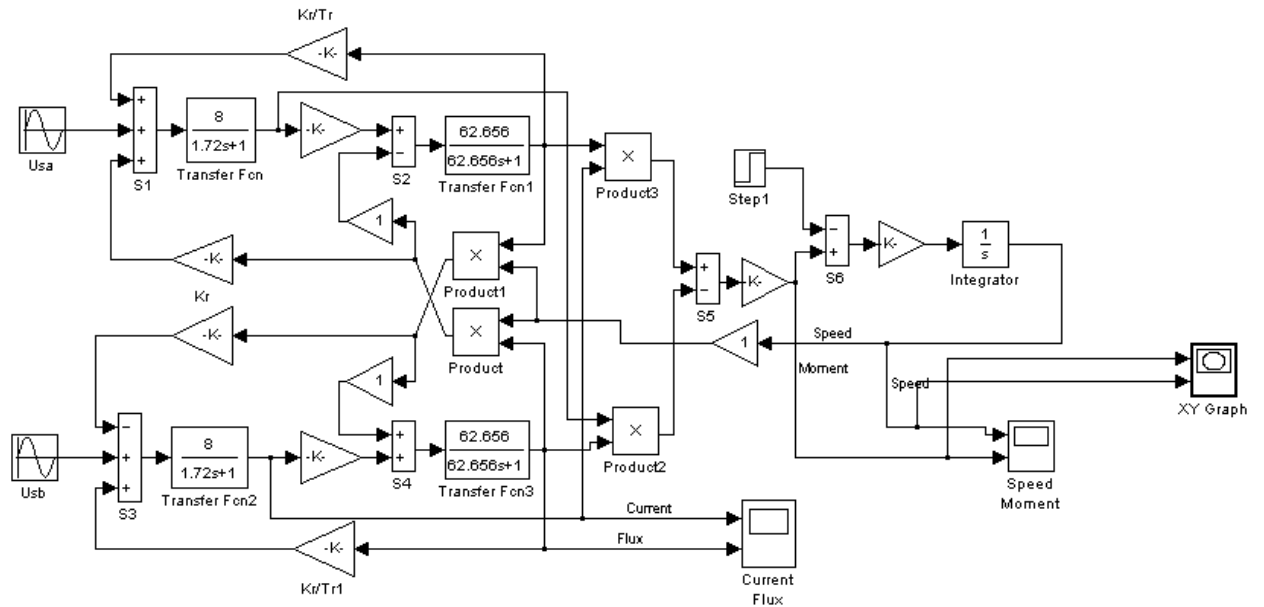 Kr/Tr
-K-
Usa
+
+
+
S1
8
1.72s+1
Transfer Fcn
-K-
+
−
S2
62.656
62.656s+1
Transfer Fcn1
×
Product3
Step1
1
-K-
Kr
×
Product1
+
−
S5
K-
−
+
S6
K-
1
s
Integrator
-K-
×
Product
1
Speed
Moment
Speed
XY Graph
1
Usb
−
+
+
S3
8
1.72s+1
Transfer Fcn2
-K-
+
+
S4
62.656
62.656s+1
Transfer Fcn3
×
Product2
Speed
Moment
Current
Flux
-K-
Kr/Tr1
Current
Flux